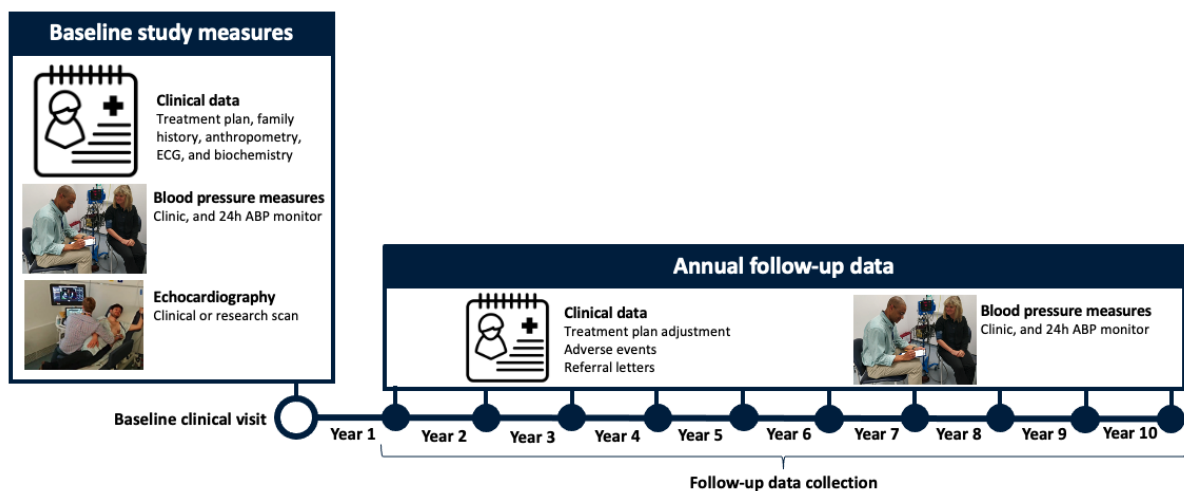 Baseline study measures
Clinical data
Treatment plan, family
history, anthropometry,
ECG, and biochemistry
Blood pressure measures
Clinic, and 24h ABP monitor
Echocardiography
Clinical or research scan
Annual follow-up data
Clinical data
Treatment plan adjustment
Adverse events
Referral letters
Blood pressure measures
Clinic, and 24h ABP monitor
Baseline clinical visit
Year 1
Year 2
Year 3
Year 4
Year 5
Year 6
Year 7
Year 8
Year 9
Year 10
Follow-up data collection